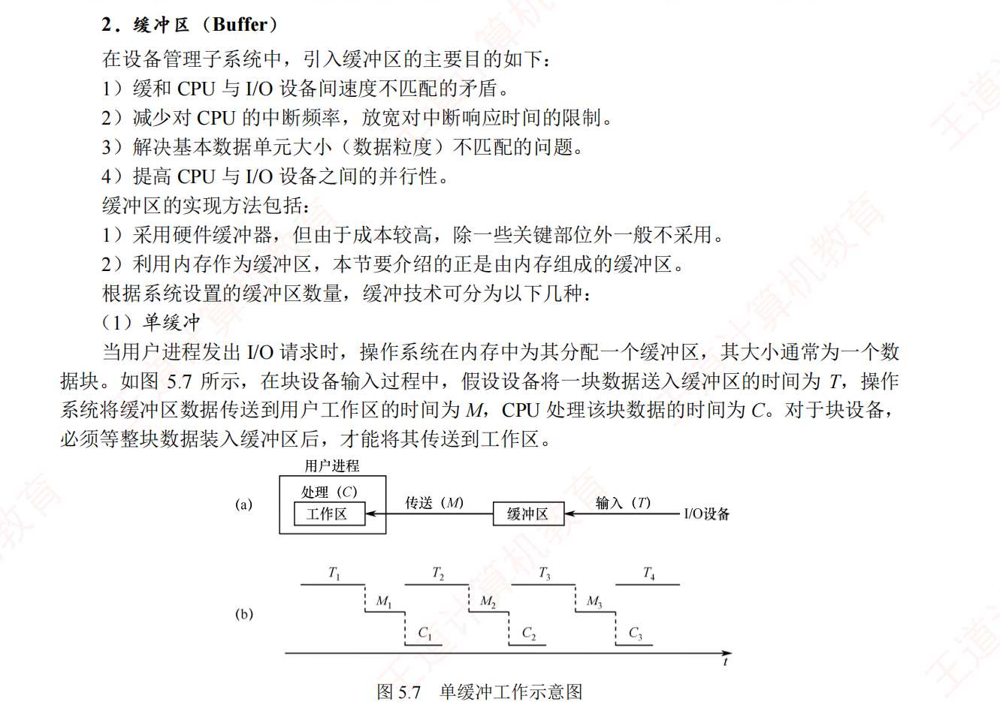 2．缓冲区（Buffer）
在设备管理子系统中，引入缓冲区的主要目的如下：
1）缓和 CPU 与 I/O 设备间速度不匹配的矛盾。
2）减少对 CPU 的中断频率，放宽对中断响应时间的限制。
3）解决基本数据单元大小（数据粒度）不匹配的问题。
4）提高 CPU 与 I/O 设备之间的并行性。
缓冲区的实现方法包括：
1）采用硬件缓冲器，但由于成本较高，除一些关键部位外一般不采用。
2）利用内存作为缓冲区，本节要介绍的正是由内存组成的缓冲区。
根据系统设置的缓冲区数量，缓冲技术可分为以下几种：
（1）单缓冲
当用户进程发出 I/O 请求时，操作系统在内存中为其分配一个缓冲区，其大小通常为一个数
据块。如图 5.7 所示，在块设备输入过程中，假设设备将一块数据送入缓冲区的时间为 T，操作
系统将缓冲区数据传送到用户工作区的时间为 M，CPU 处理该块数据的时间为 C。对于块设备，
必须等整块数据装入缓冲区后，才能将其传送到工作区。
用户进程
处理（C）
(a) 工作区 传送（M） 缓冲区 输入（T） I/O设备
T1 T2 T3 T4
M1 M2 M3
(b)
C1 C2 C3
t
图 5.7 单缓冲工作示意图
王道计算机教育